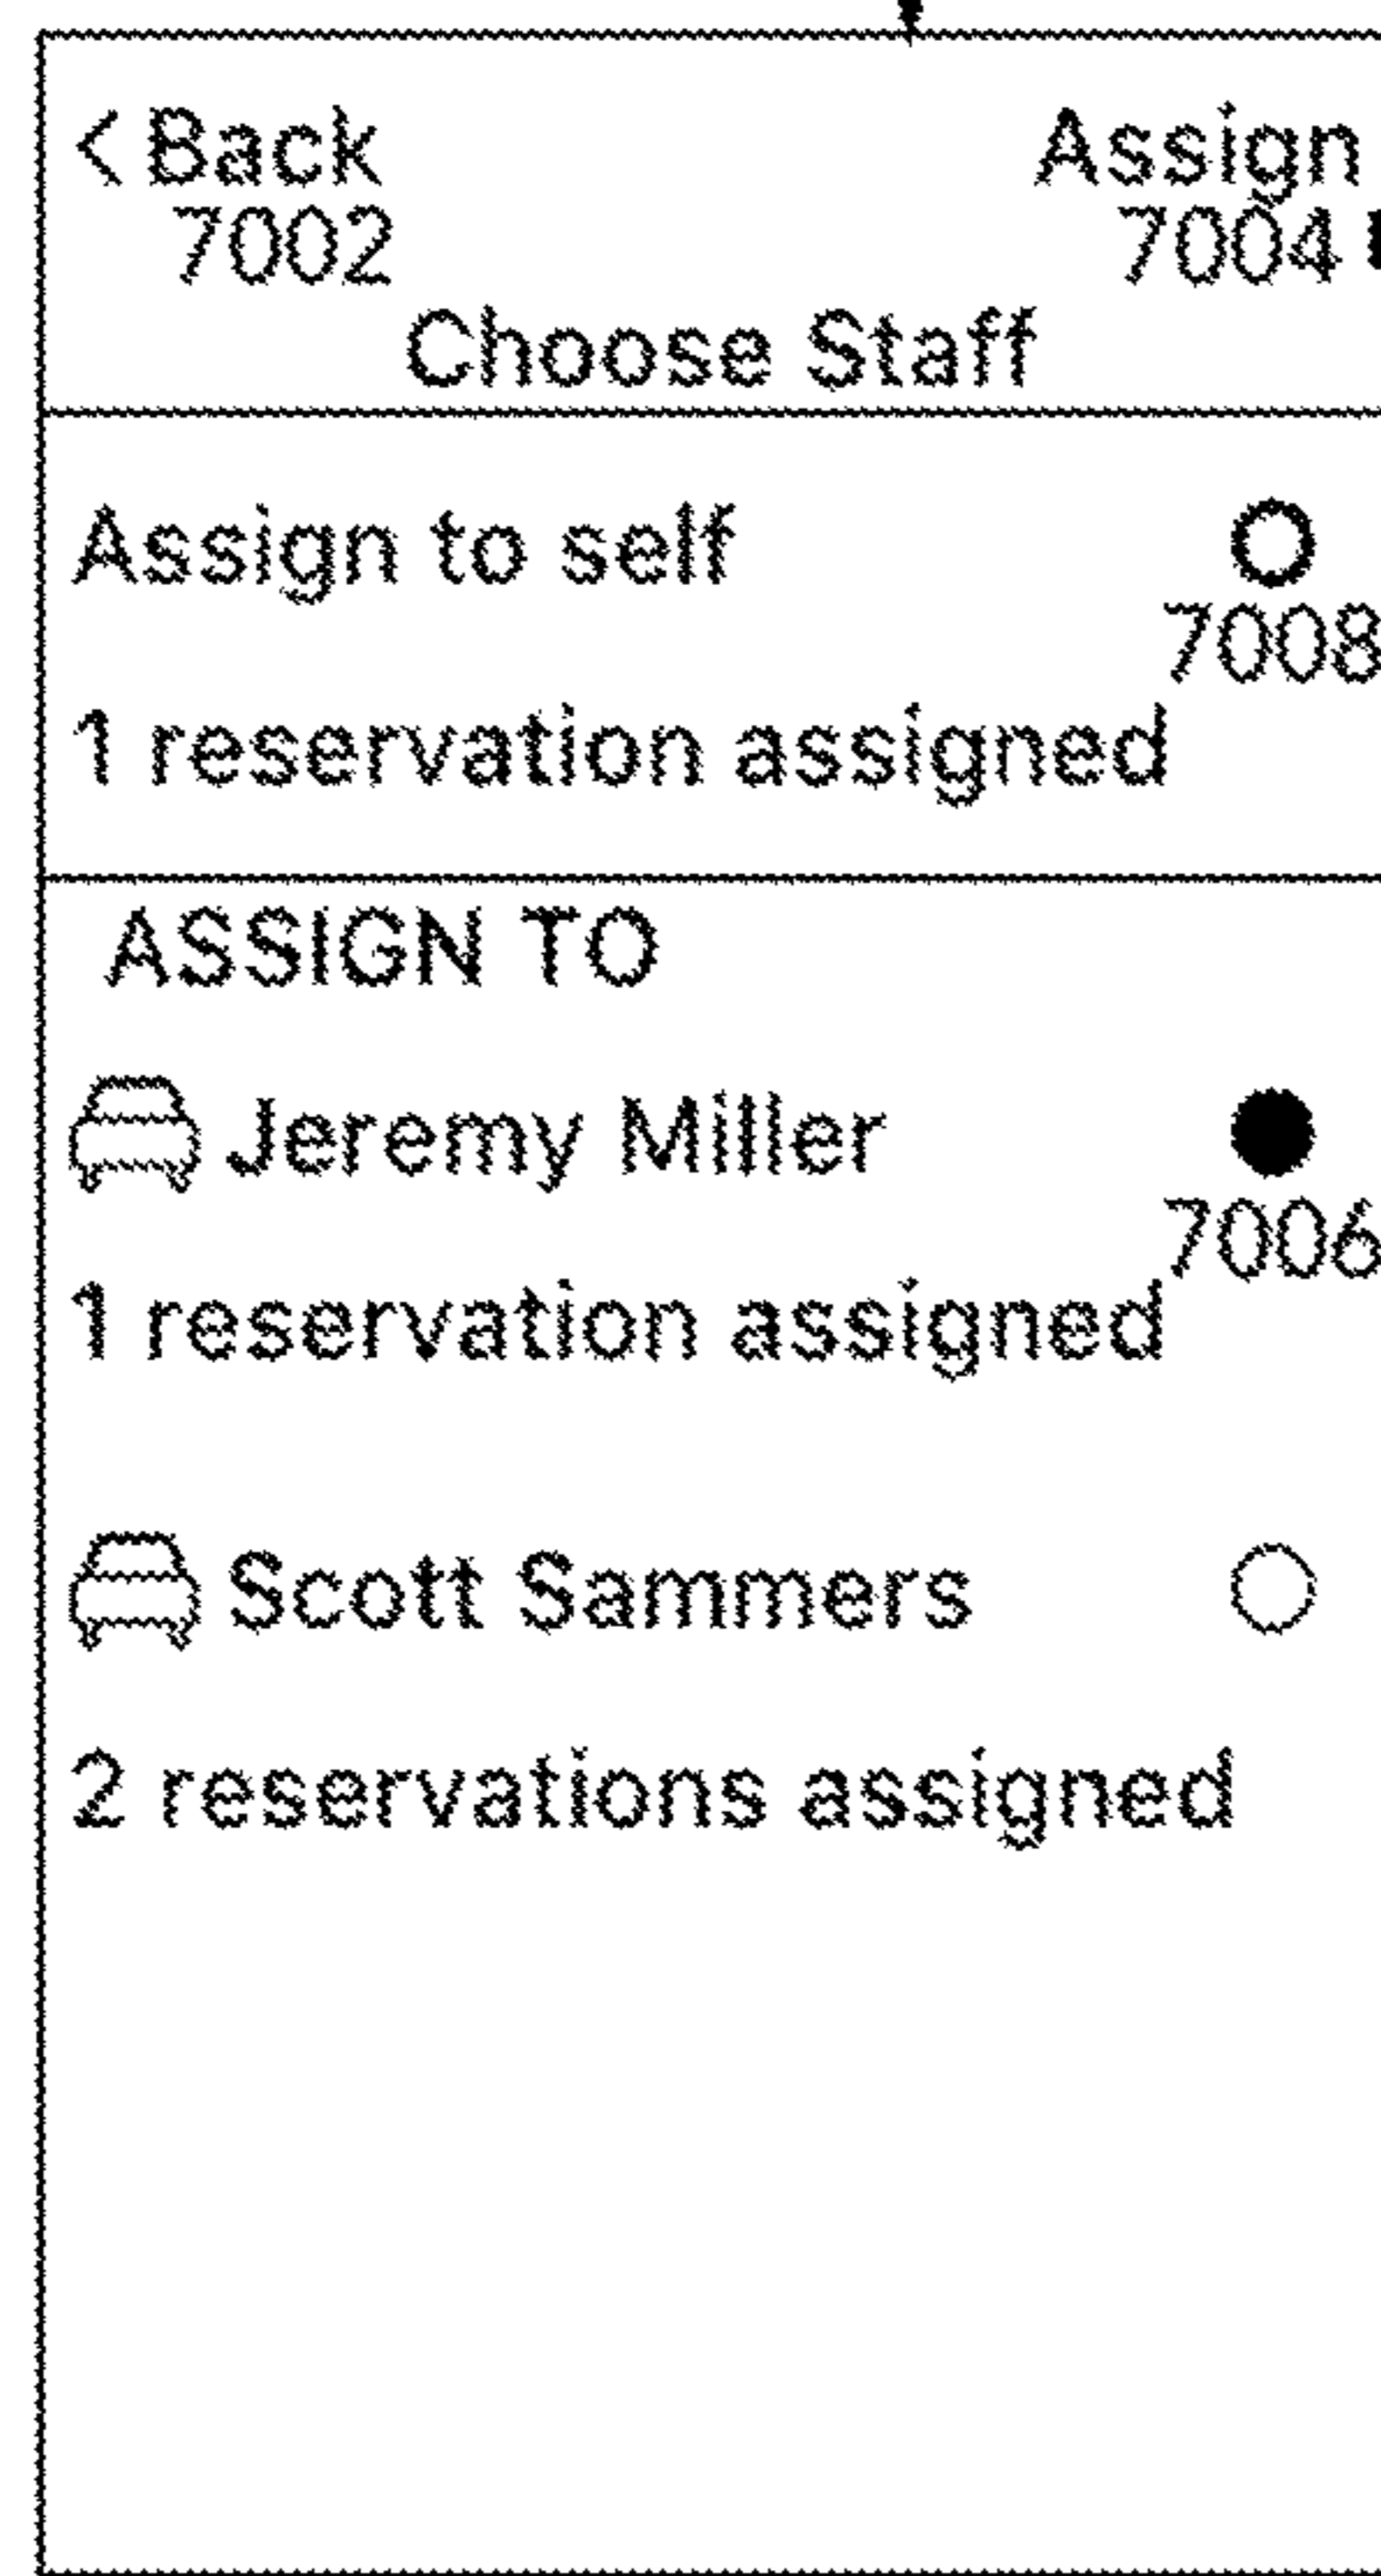 < Back Assign
7002 7004
Choose Staff
Assign to self
7008
1 reservation assigned
ASSIGN TO
Jeremy Miller
7006
1 reservation assigned
Scott Sammers
2 reservations assigned